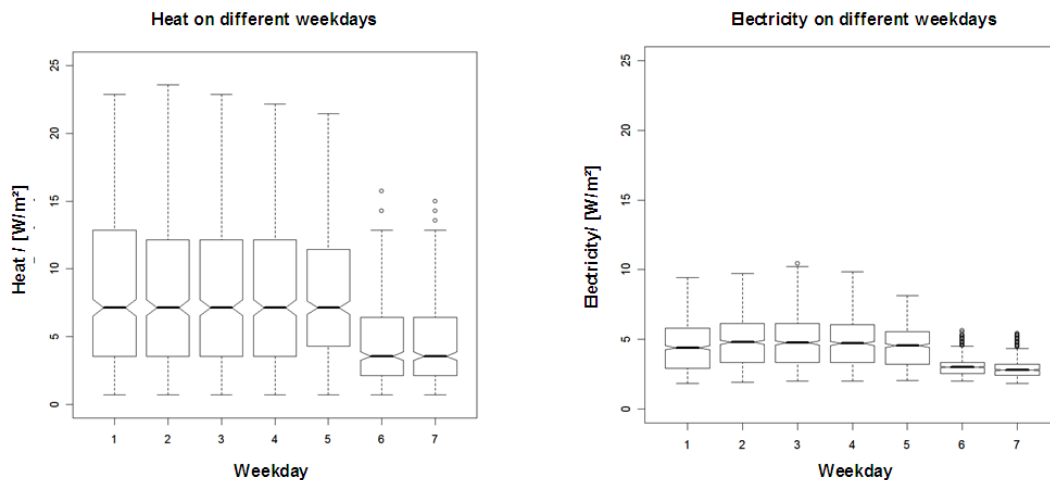 Heat on different weekdays
25
20
15
10
5
0
Heat / [W/m²]
1 2 3 4 5 6 7
Weekday
Electricity on different weekdays
25
20
15
10
5
0
Electricity/ [W/m²]
1 2 3 4 5 6 7
Weekday